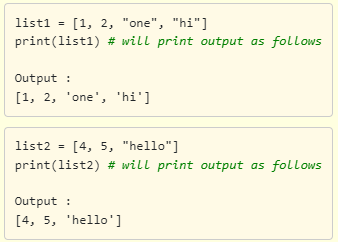 list1 = [1, 2, "one", "hi"]
print(list1) # will print output as follows
Output :
[1, 2, 'one', 'hi']
list2 = [4, 5, "hello"]
print(list2) # will print output as follows
Output :
[4, 5, 'hello']